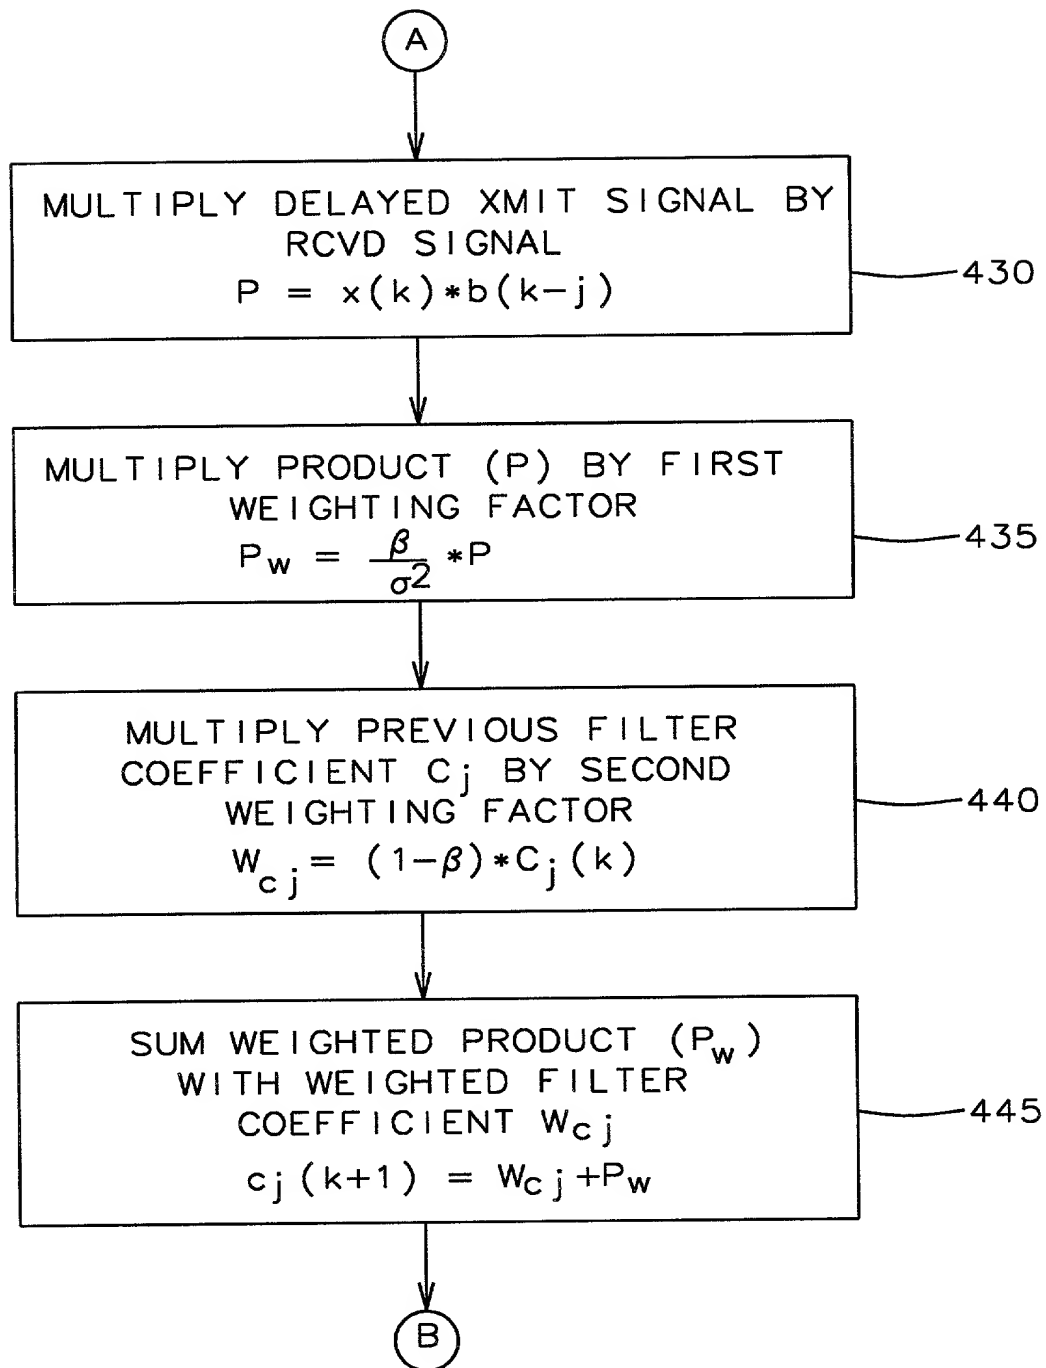 A
MULTIPLY DELAYED XMIT SIGNAL BY
RCVD SIGNAL
P = x(k)*b(k-j)
430
MULTIPLY PRODUCT (P) BY FIRST
WEIGHTING FACTOR
Pw = β/σ2 *P
435
MULTIPLY PREVIOUS FILTER
COEFFICIENT Cj BY SECOND
WEIGHTING FACTOR
Wcj = (1-β)*Cj(k)
440
SUM WEIGHTED PRODUCT (Pw)
WITH WEIGHTED FILTER
COEFFICIENT Wcj
cj(k+1) = Wcj+Pw
445
B